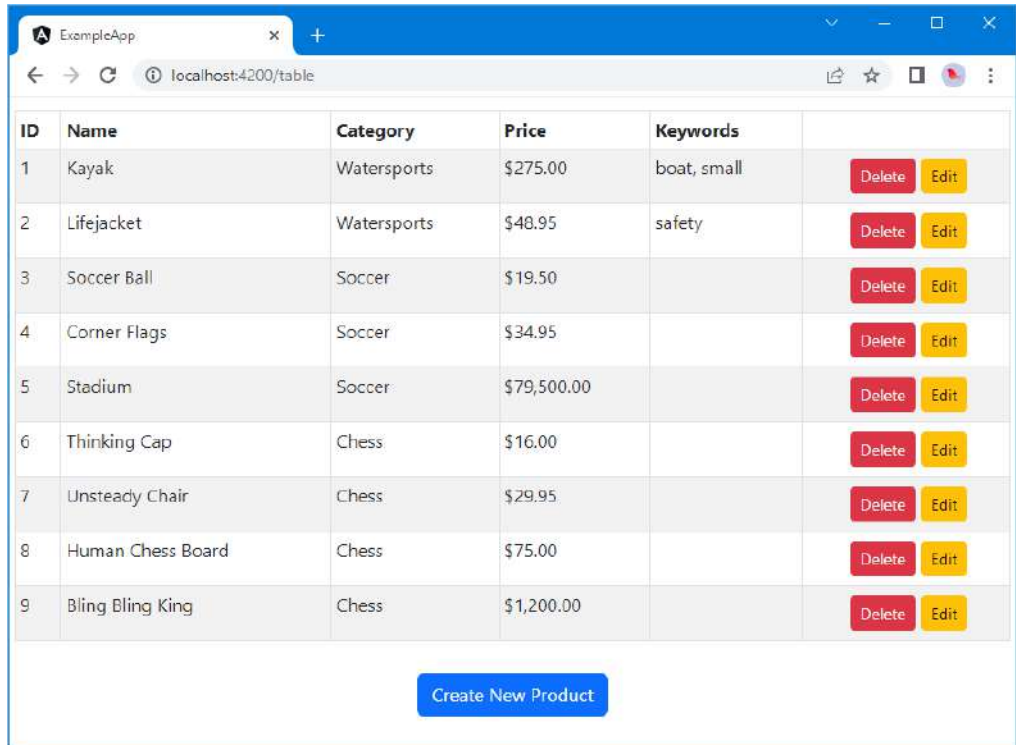 ExampleApp
localhost:4200/table
ID Name Category Price Keywords
1 Kayak Watersports $275.00 boat, small Delete Edit
2 Lifejacket Watersports $48.95 safety Delete Edit
3 Soccer Ball Soccer $19.50 Delete Edit
4 Corner Flags Soccer $34.95 Delete Edit
5 Stadium Soccer $79,500.00 Delete Edit
6 Thinking Cap Chess $16.00 Delete Edit
7 Unsteady Chair Chess $29.95 Delete Edit
8 Human Chess Board Chess $75.00 Delete Edit
9 Bling Bling King Chess $1,200.00 Delete Edit
Create New Product